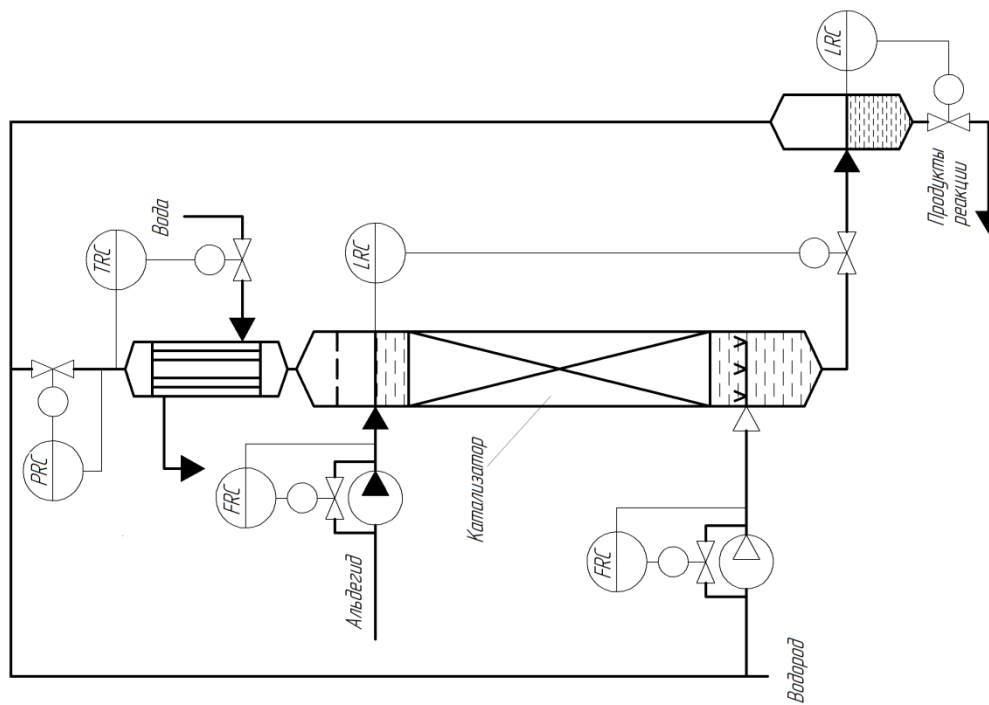 LRC
TRC
Вода
LRC
PRC
Продукты
реакции
FRC
Катализатор
Альдегид
FRC
Водород